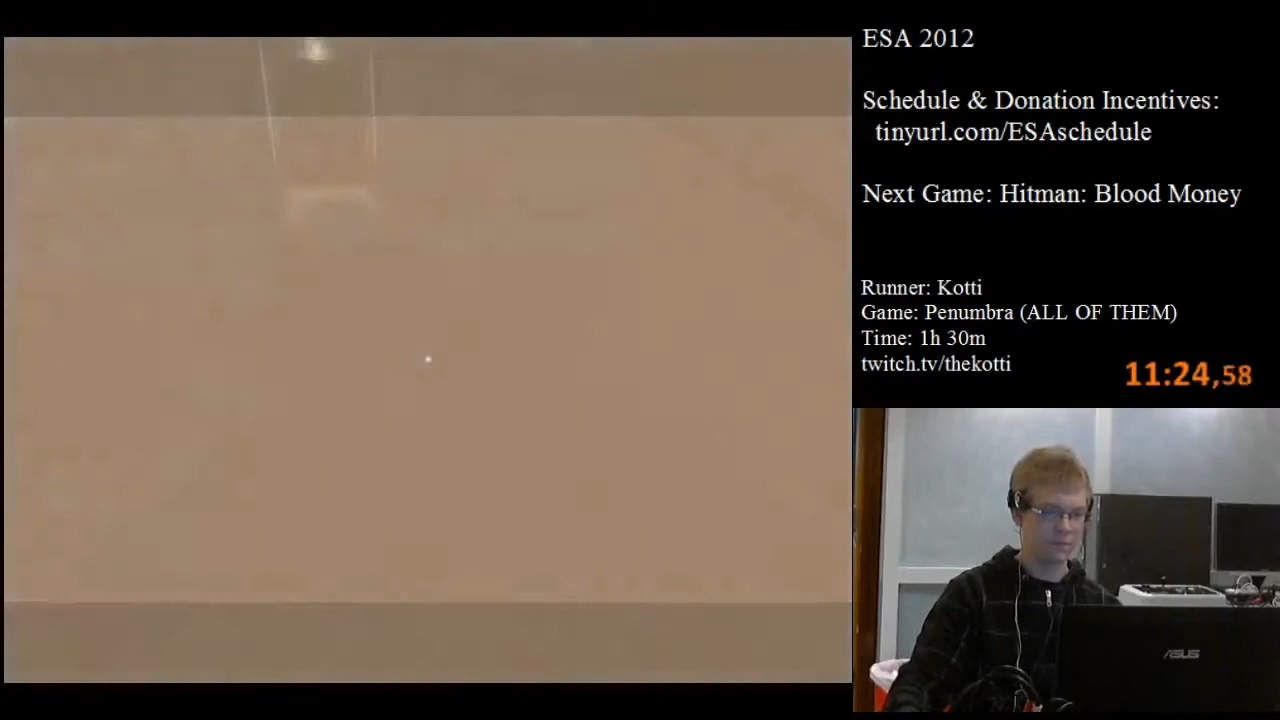 ESA 2012
Schedule & Donation Incentives:
tinyurl.com/ESAschedule
Next Game: Hitman: Blood Money
Runner: Kotti
Game: Penumbra (ALL OF THEM)
Time: 1h 30m
twitch.tv/thekotti
11:24,58
ASUS